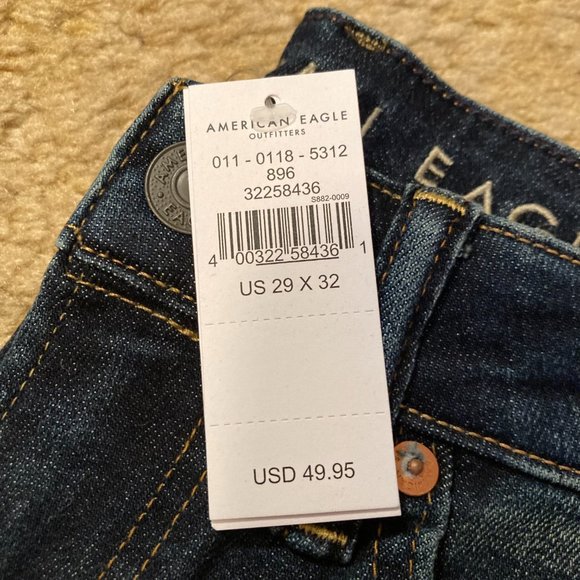 AMERICAN EAGLE
OUTFITTERS
011 - 0118 - 5312
896
32258436
S882-0009
4 00322 58436 1
US 29 X 32
USD 49.95
EAG